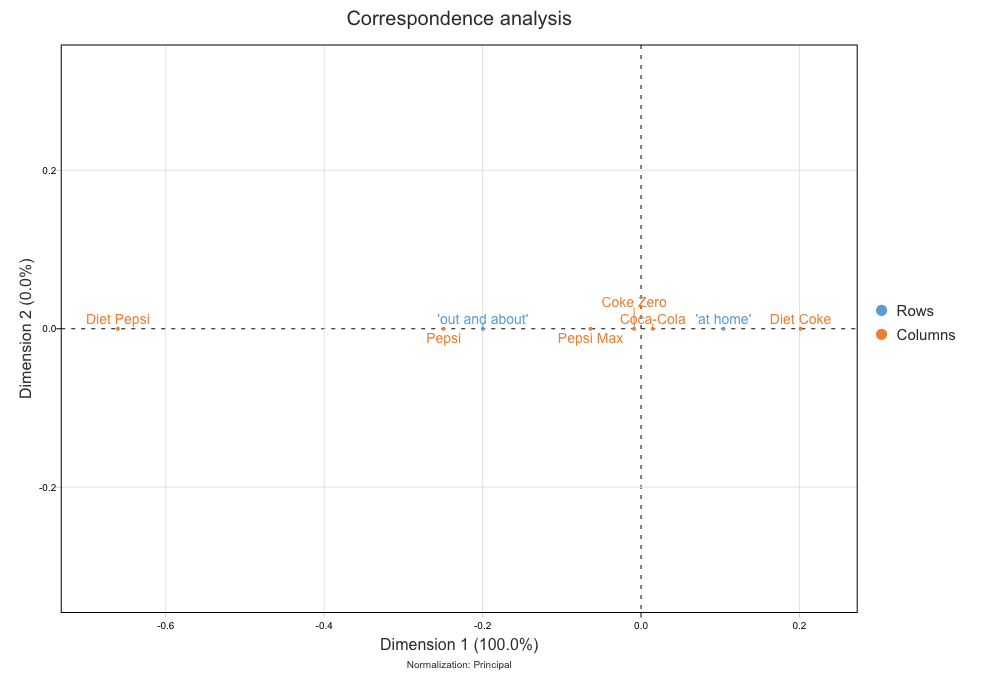 Correspondence analysis
Dimension 2 (0.0%)
0.2
0.0
-0.2
Coke Zero
Diet Pepsi
'out and about'
Coca-Cola
'at home'
Diet Coke
Pepsi
Pepsi Max
Rows
Columns
-0.6
-0.4
-0.2
0.0
0.2
Dimension 1 (100.0%)
Normalization: Principal